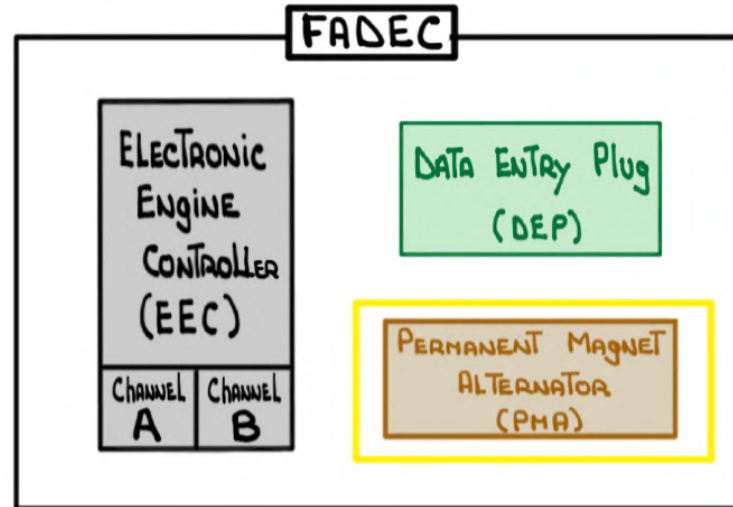 FADEC
ELECTRONIC
ENGINE
CONTROLLER
(EEC)
CHANNEL
A
CHANNEL
B
DATA ENTRY PLUG
(DEP)
PERMANENT MAGNET
ALTERNATOR
(PMA)